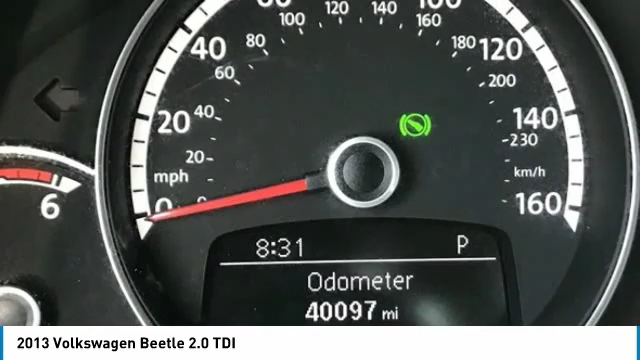 100 120 140 160
40 80 180 120
60 200
20 40 140
230
20
mph km/h
0 0 160
6
8:31 P
Odometer
40097 mi
2013 Volkswagen Beetle 2.0 TDI